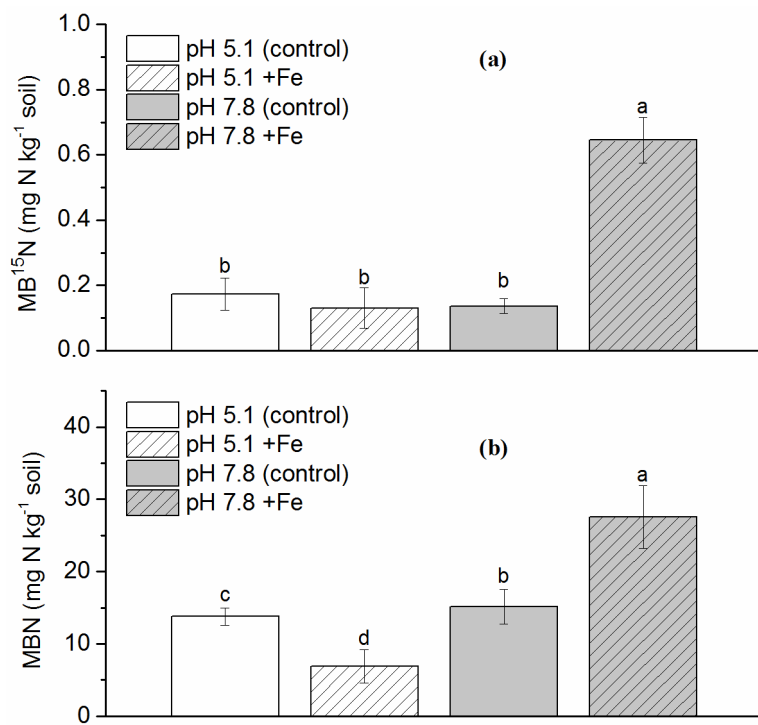 1.0
0.8
0.6
0.4
0.2
0.0
MB¹⁵N (mg N kg⁻¹ soil)
pH 5.1 (control)
pH 5.1 +Fe
pH 7.8 (control)
pH 7.8 +Fe
(a)
b
b
b
a
40
30
20
10
0
MBN (mg N kg⁻¹ soil)
pH 5.1 (control)
pH 5.1 +Fe
pH 7.8 (control)
pH 7.8 +Fe
(b)
c
d
b
a